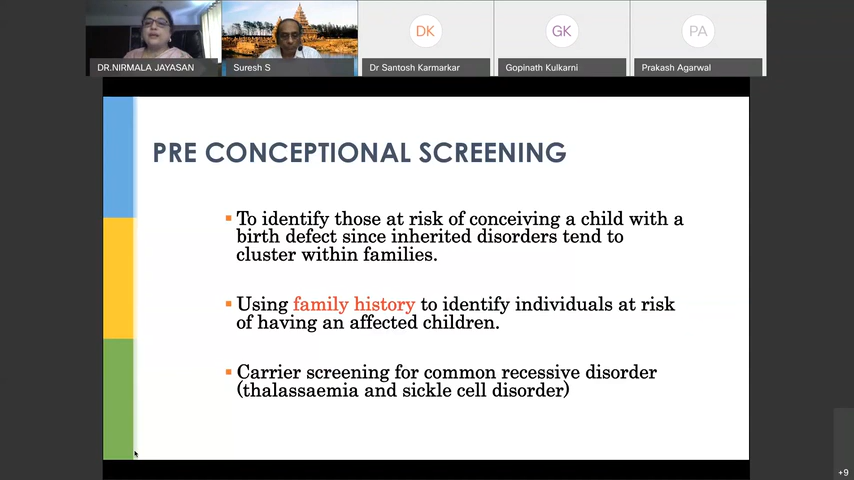 DK
GK
PA
DR.NIRMALA JAYASAN
Suresh S
Dr Santosh Karmarkar
Gopinath Kulkarni
Prakash Agarwal
PRE CONCEPTIONAL SCREENING
To identify those at risk of conceiving a child with a
birth defect since inherited disorders tend to
cluster within families.
Using family history to identify individuals at risk
of having an affected children.
Carrier screening for common recessive disorder
(thalassaemia and sickle cell disorder)
+9